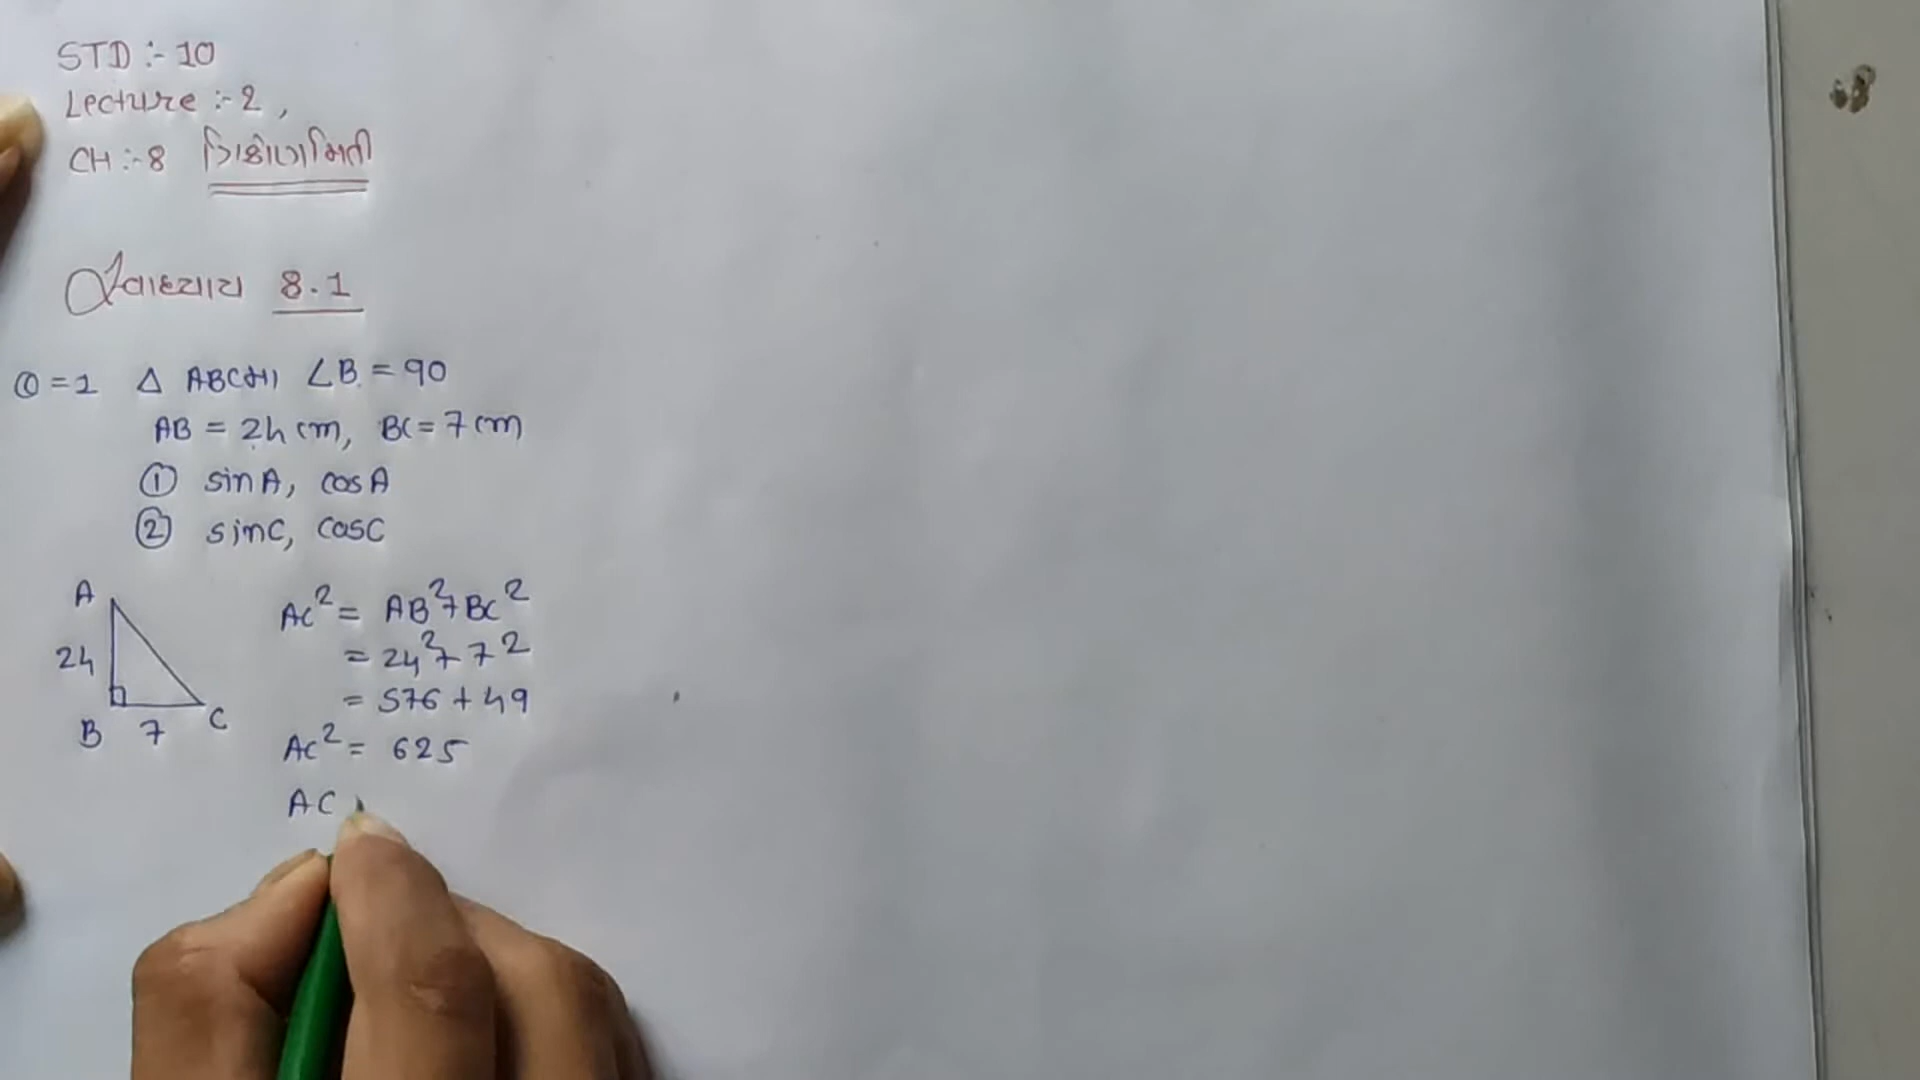 STD :- 10
Lecture :- 2,
CH :- 8 ત્રિકોણમિતી
સ્વાધ્યાય 8.1
Q = 1 Δ ABCમાં ∠B = 90
AB = 24 cm, BC = 7 cm
① sin A, cos A
② sin C, cos C
A
24
B 7 C
AC² = AB² + BC²
= 24² + 7²
= 576 + 49
AC² = 625
AC